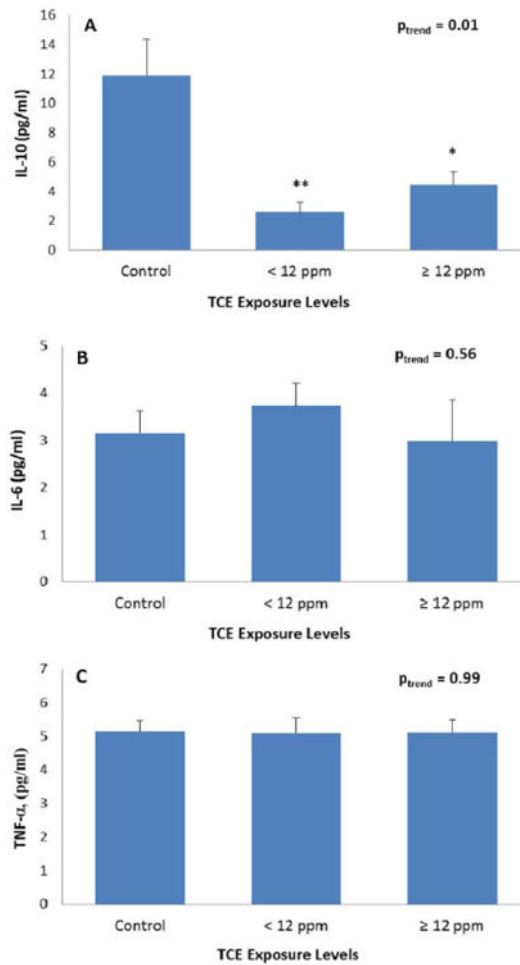 A
p_trend = 0.01
IL-10 (pg/ml)
16
14
12
10
8
6
4
2
0
**
*
Control
< 12 ppm
≥ 12 ppm
TCE Exposure Levels
B
p_trend = 0.56
IL-6 (pg/ml)
5
4
3
2
1
0
Control
< 12 ppm
≥ 12 ppm
TCE Exposure Levels
C
p_trend = 0.99
TNF-α, (pg/ml)
7
6
5
4
3
2
1
0
Control
< 12 ppm
≥ 12 ppm
TCE Exposure Levels